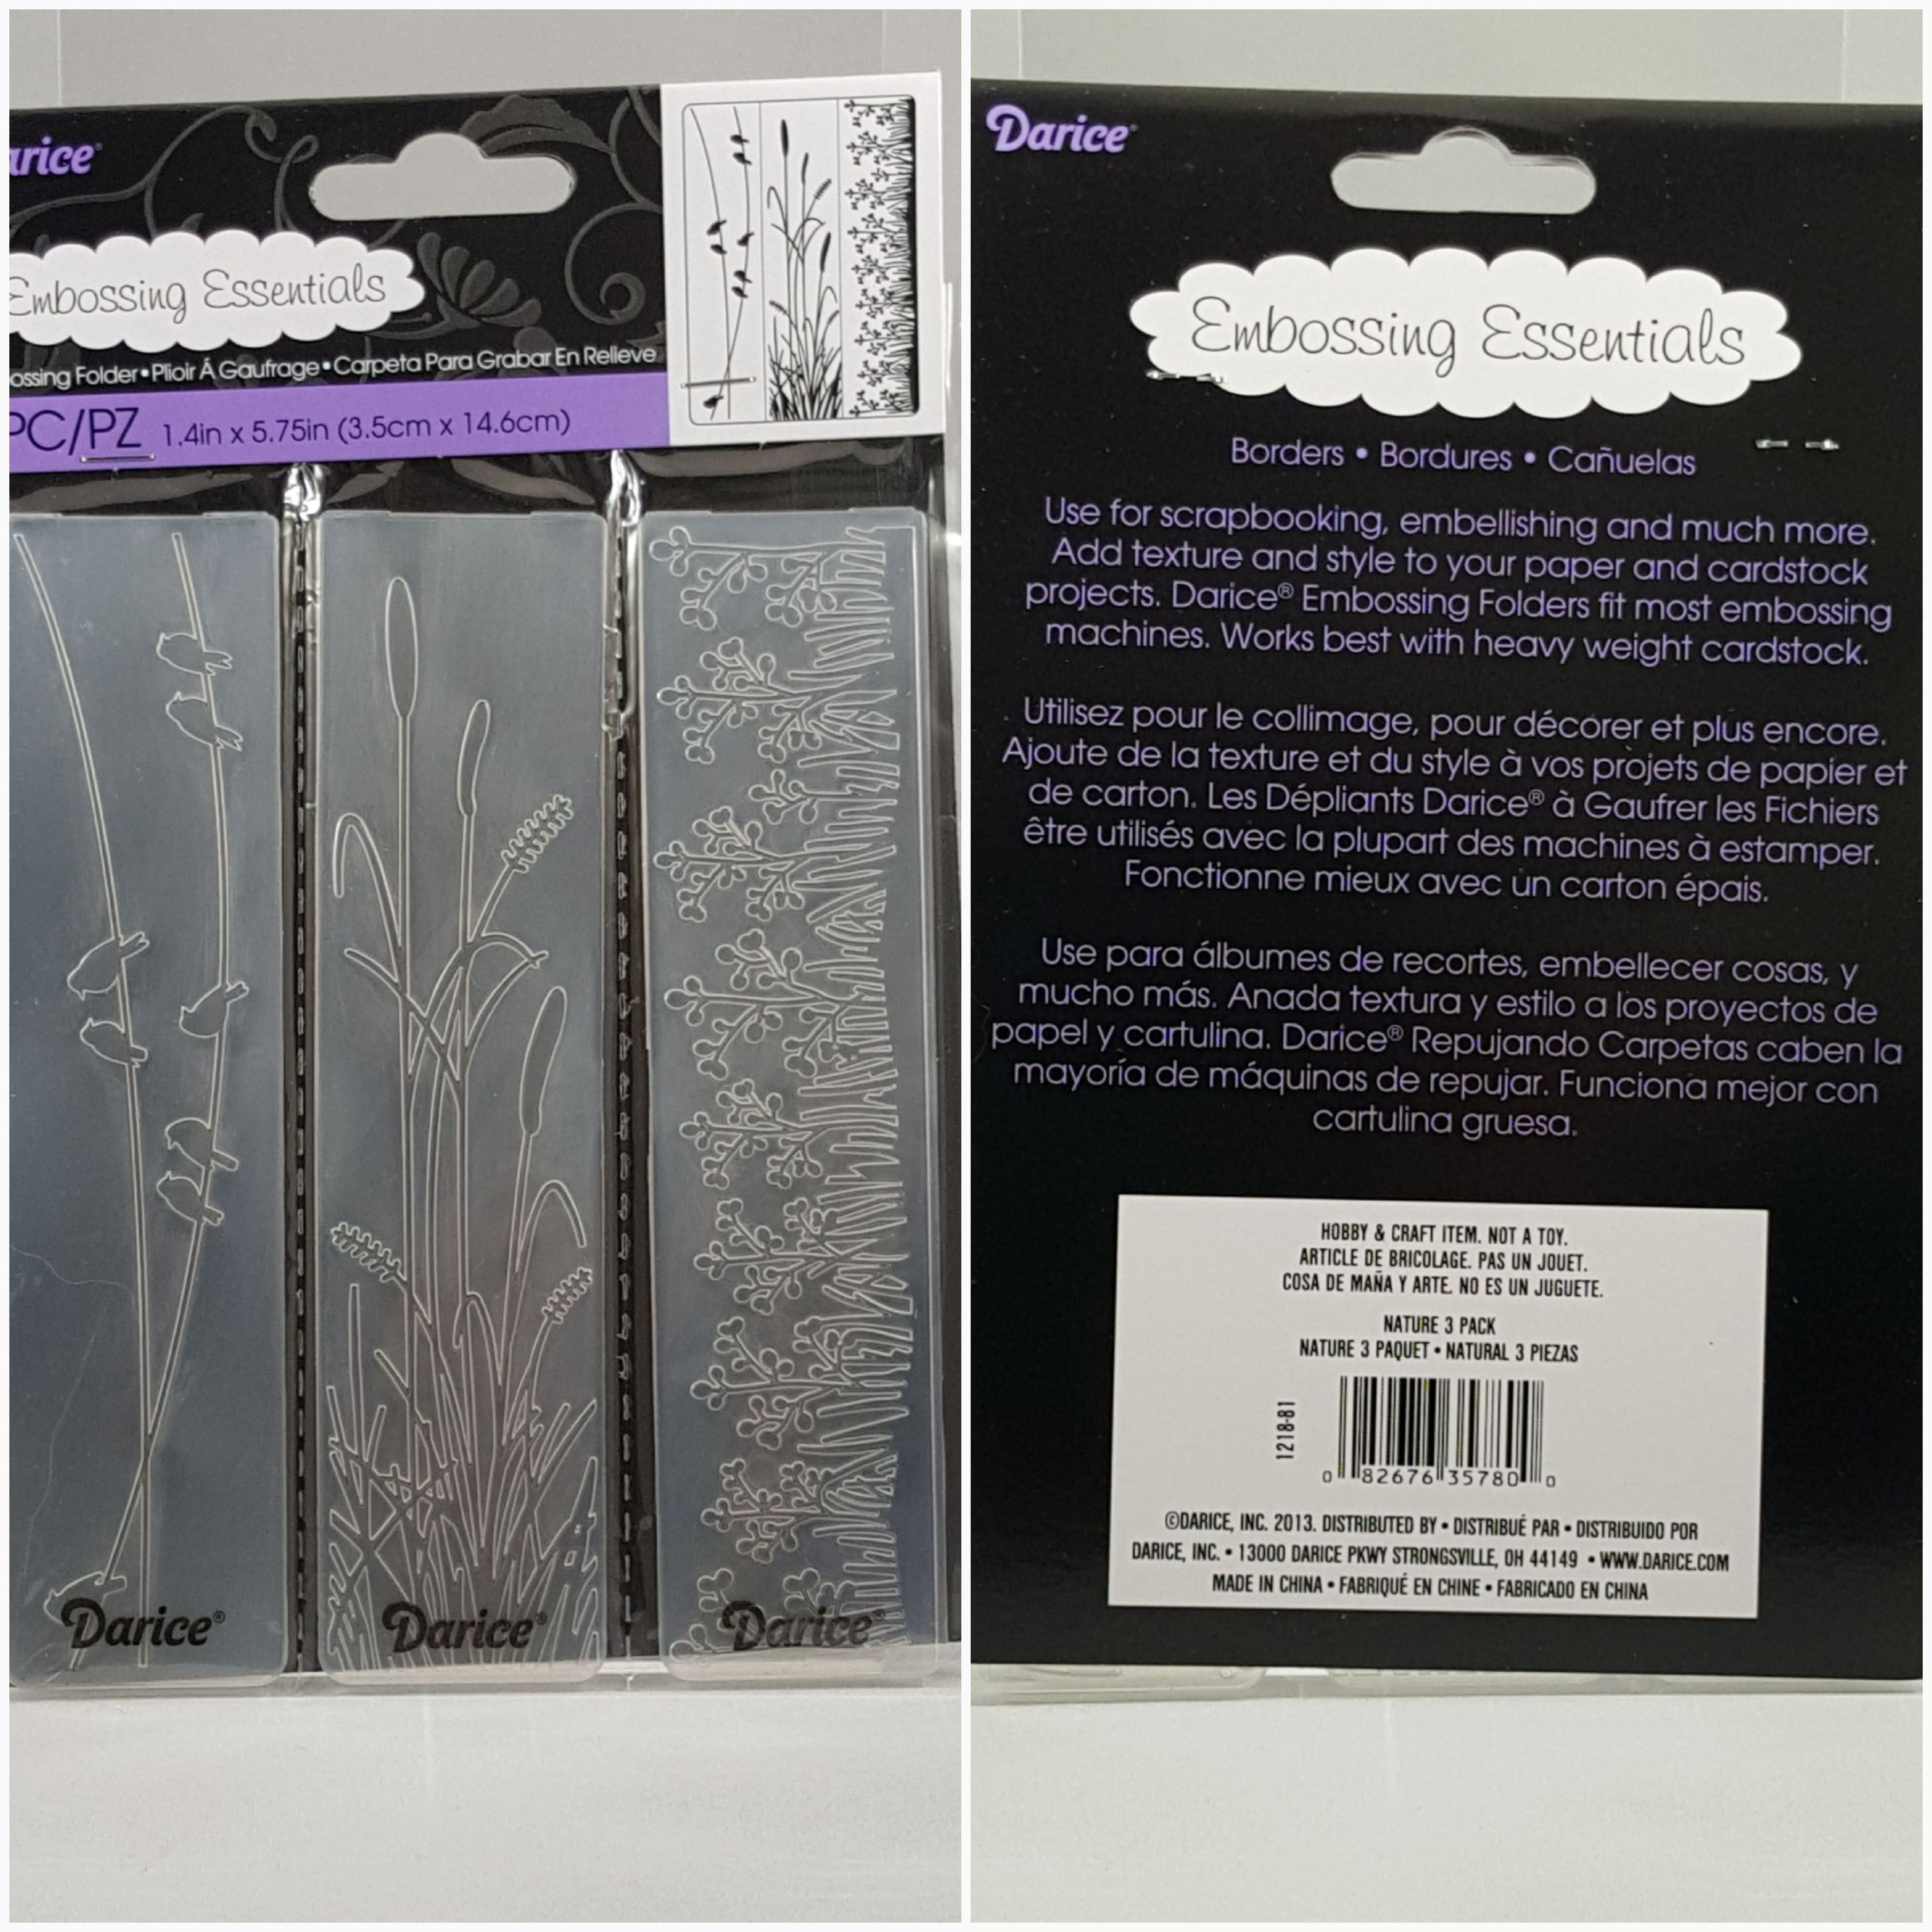 arice
Embossing Essentials
ossing Folder • Plioir Á Gaufrage • Carpeta Para Grabar En Relieve
PC/PZ 1.4in x 5.75in (3.5cm x 14.6cm)
Darice®
Darice®
Darice®
Darice®
Embossing Essentials
Borders • Bordures • Cañuelas
Use for scrapbooking, embellishing and much more.
Add texture and style to your paper and cardstock
projects. Darice® Embossing Folders fit most embossing
machines. Works best with heavy weight cardstock.
Utilisez pour le collimage, pour décorer et plus encore.
Ajoute de la texture et du style à vos projets de papier et
de carton. Les Dépliants Darice® à Gaufrer les Fichiers
être utilisés avec la plupart des machines à estamper.
Fonctionne mieux avec un carton épais.
Use para álbumes de recortes, embellecer cosas, y
mucho más. Anada textura y estilo a los proyectos de
papel y cartulina. Darice® Repujando Carpetas caben la
mayoría de máquinas de repujar. Funciona mejor con
cartulina gruesa.
HOBBY & CRAFT ITEM. NOT A TOY.
ARTICLE DE BRICOLAGE. PAS UN JOUET.
COSA DE MAÑA Y ARTE. NO ES UN JUGUETE.
NATURE 3 PACK
NATURE 3 PAQUET • NATURAL 3 PIEZAS
1218-81
0 82676 35780 0
©DARICE, INC. 2013. DISTRIBUTED BY • DISTRIBUÉ PAR • DISTRIBUIDO POR
DARICE, INC. • 13000 DARICE PKWY STRONGSVILLE, OH 44149 • WWW.DARICE.COM
MADE IN CHINA • FABRIQUÉ EN CHINE • FABRICADO EN CHINA